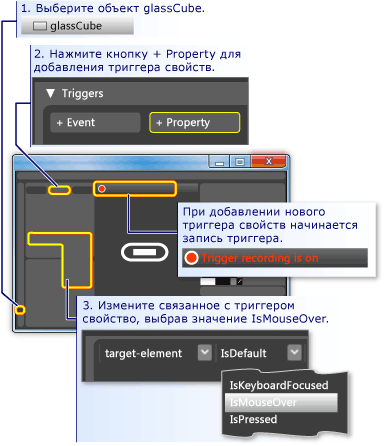 1. Выберите объект glassCube.
glassCube
2. Нажмите кнопку + Property для
добавления триггера свойств.
Triggers
+ Event
+ Property
При добавлении нового
триггера свойств начинается
запись триггера.
Trigger recording is on
3. Измените связанное с триггером
свойство, выбрав значение IsMouseOver.
target-element
IsDefault
IsKeyboardFocused
IsMouseOver
IsPressed